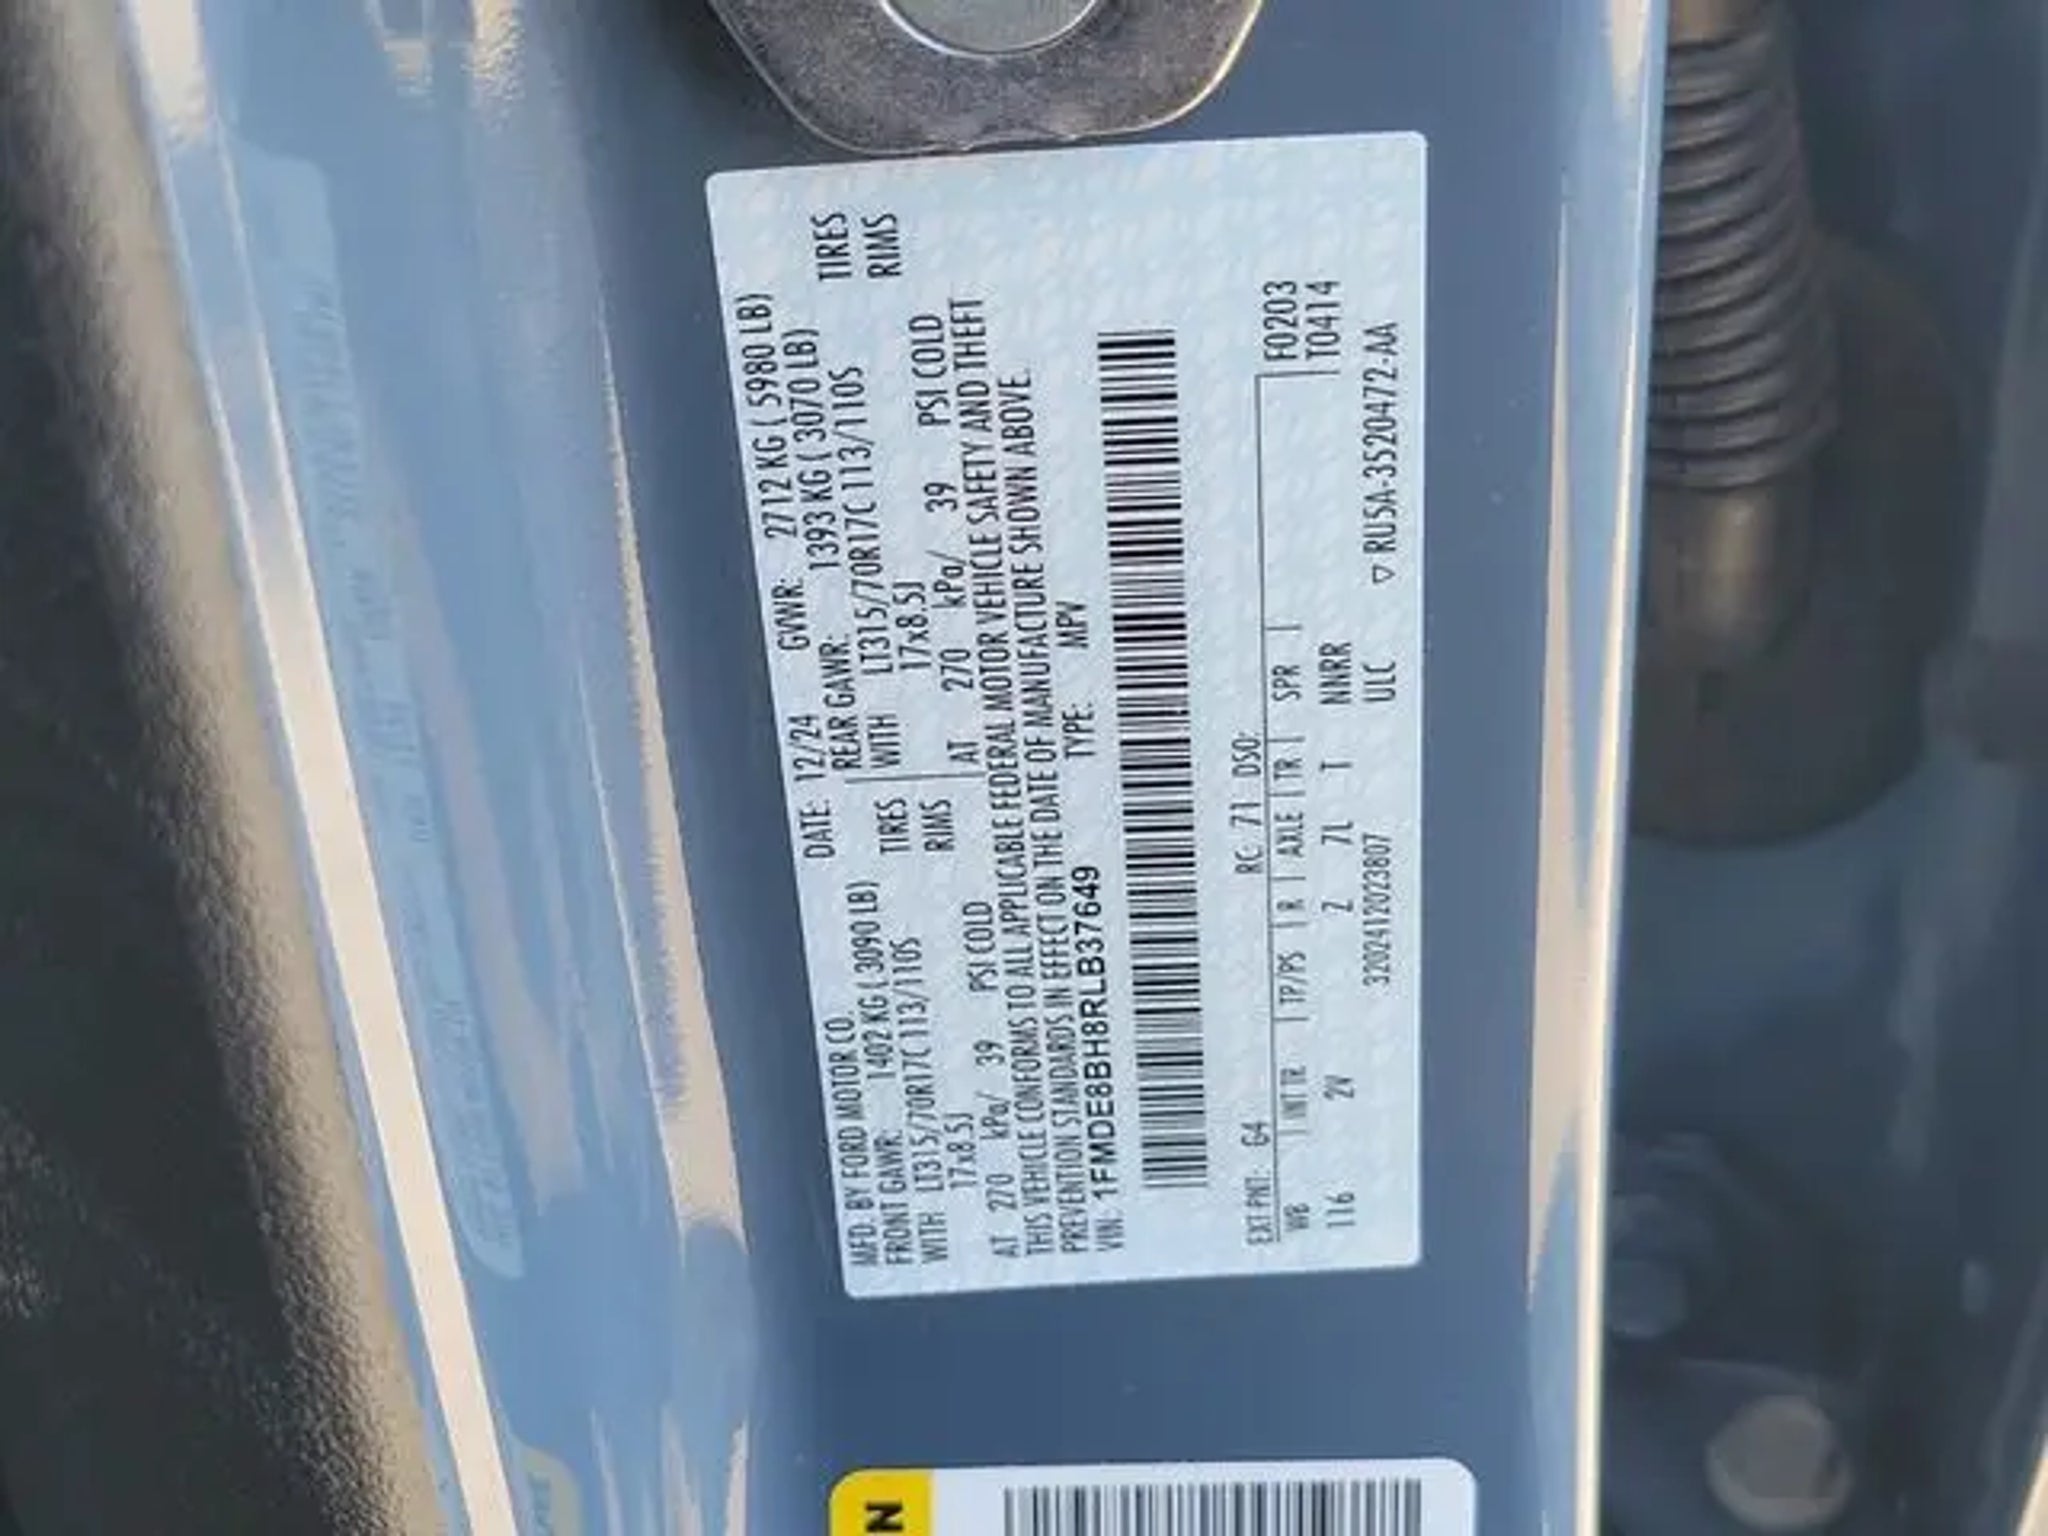 MFD. BY FORD MOTOR CO. DATE: 12/24 GVWR: 2712 KG ( 5980 LB)
FRONT GAWR: 1402 KG ( 3090 LB) REAR GAWR: 1393 KG ( 3070 LB)
WITH LT315/70R17C 113/110S TIRES WITH LT315/70R17C 113/110S TIRES
17x8.5J RIMS 17x8.5J RIMS
AT 270 kPa/ 39 PSI COLD AT 270 kPa/ 39 PSI COLD
THIS VEHICLE CONFORMS TO ALL APPLICABLE FEDERAL MOTOR VEHICLE SAFETY AND THEFT
PREVENTION STANDARDS IN EFFECT ON THE DATE OF MANUFACTURE SHOWN ABOVE.
VIN: 1FMDE8BH8RLB37649 TYPE: MPV
EXT PNT: G4 RC: 71 DSO: F0203
WB INT TR TP/PS R AXLE TR SPR T0414
116 2V Z 7L T NNRR
320241202380​7 ULC ▽ RU5A-3520472-AA
N